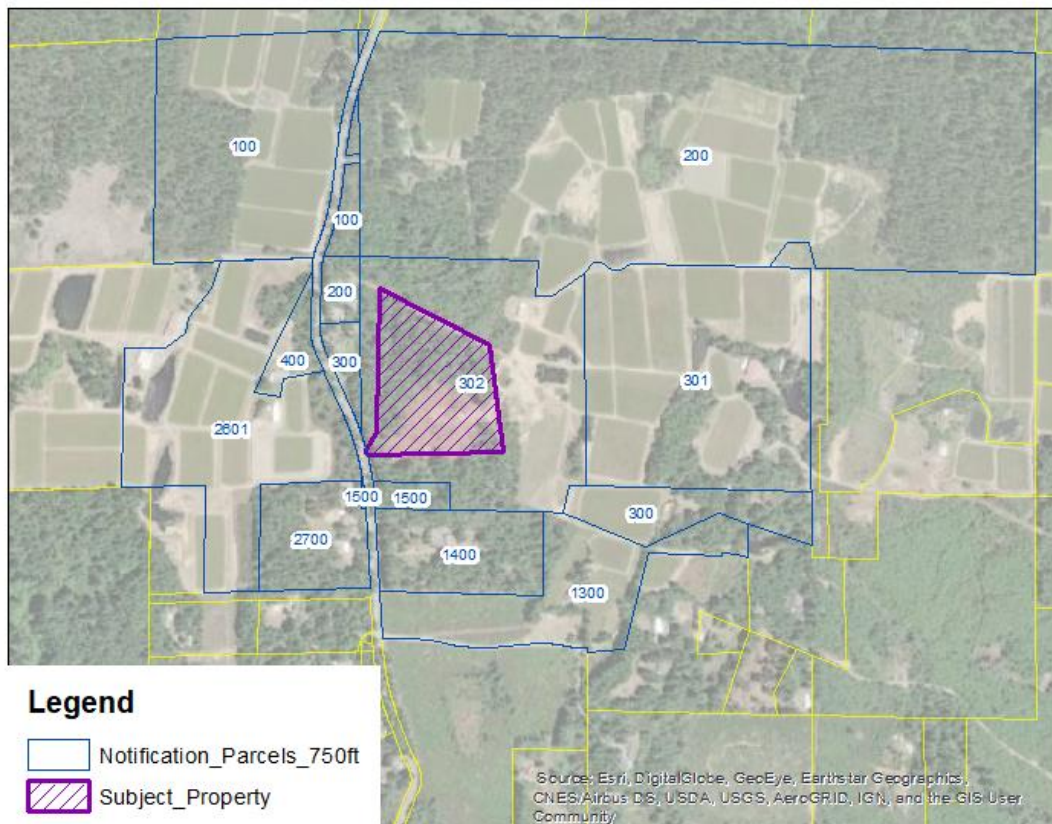 100
200
100
200
400
300
302
301
2601
1500
1500
300
2700
1400
1300
Legend
Notification_Parcels_750ft
Subject_Property
Source: Esri, DigitalGlobe, GeoEye, Earthstar Geographics,
CNES/Airbus DS, USDA, USGS, AeroGRID, IGN, and the GIS User
Community